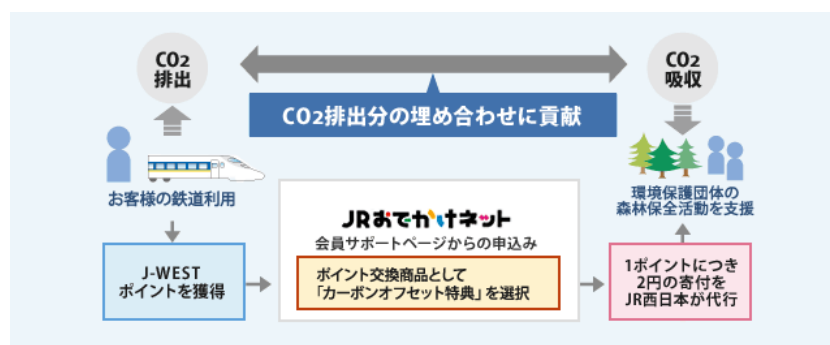 CO2
排出
CO2
吸収
CO2排出分の埋め合わせに貢献
お客様の鉄道利用
環境保護団体の
森林保全活動を支援
JRおでかけネット
会員サポートページからの申込み
J-WEST
ポイントを獲得
ポイント交換商品として
「カーボンオフセット特典」を選択
1ポイントにつき
2円の寄付を
JR西日本が代行